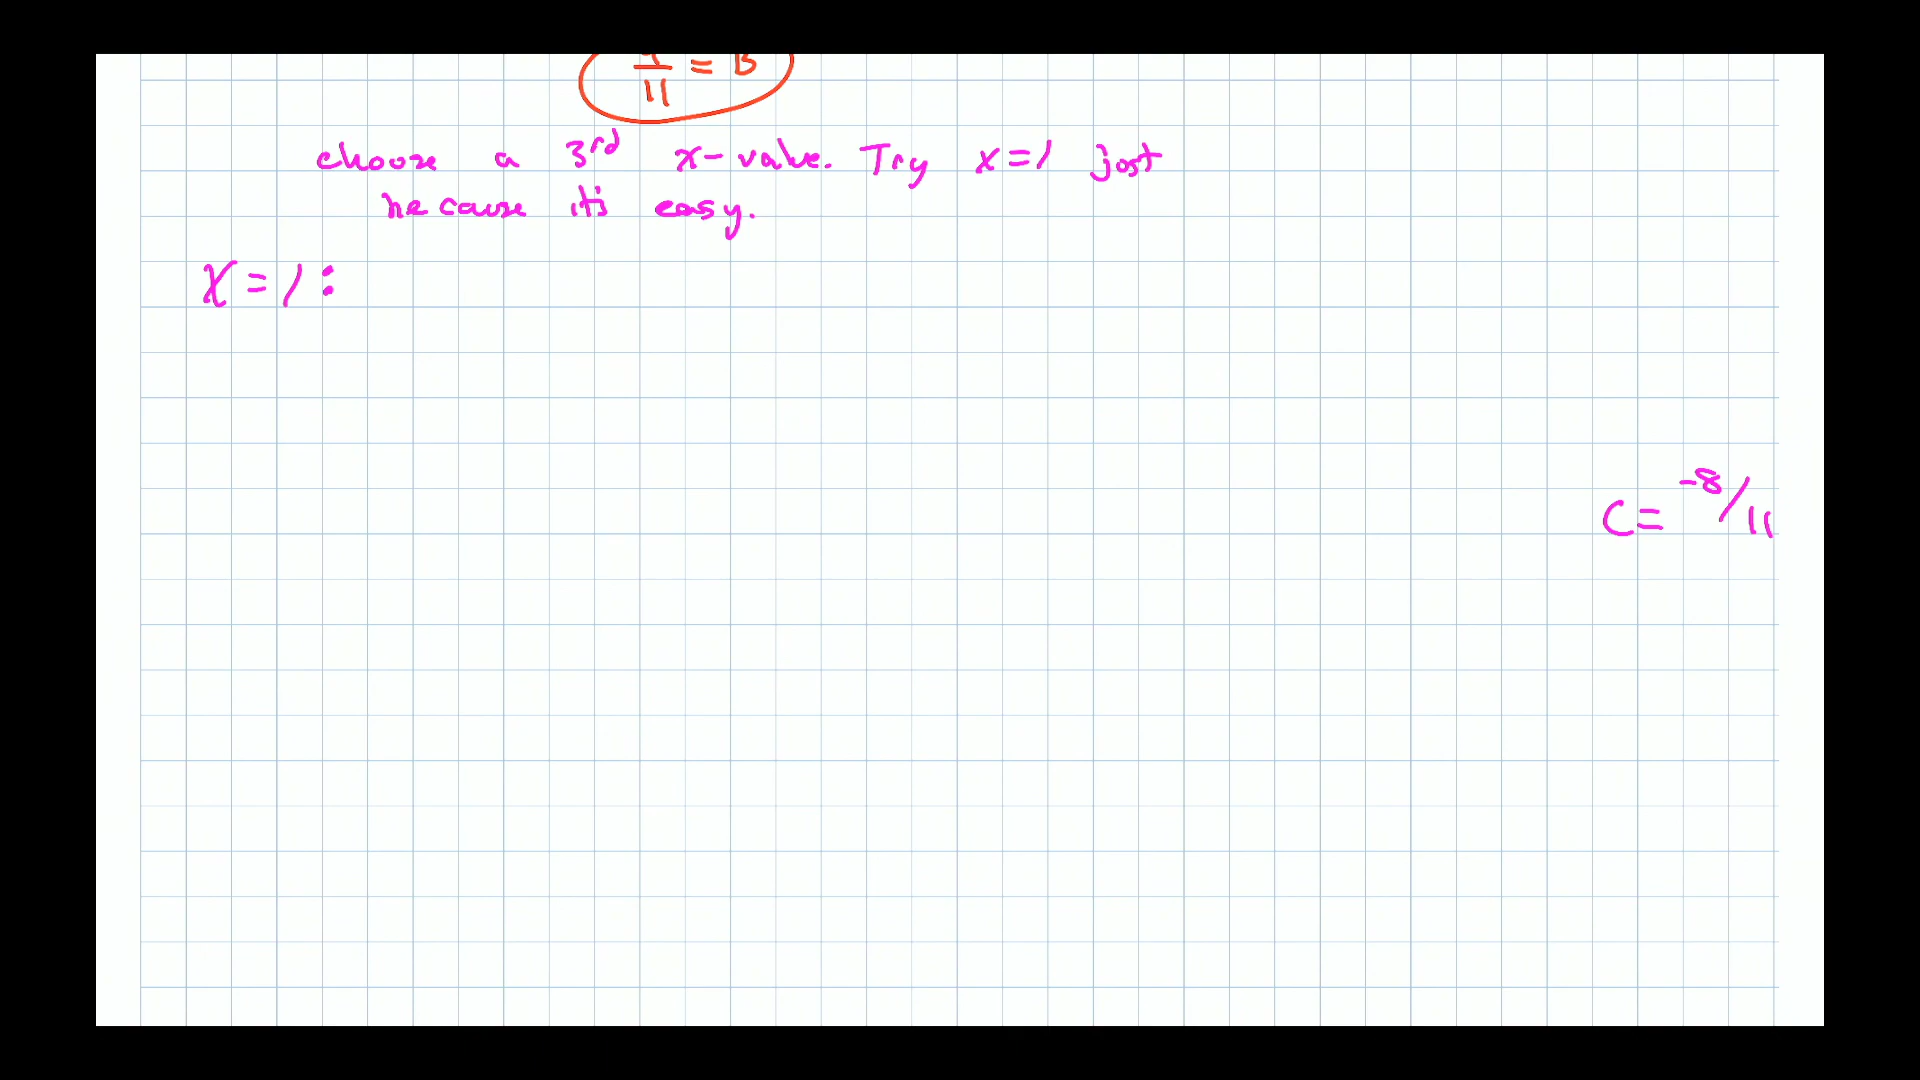 /11 = B
choose a 3rd x-value. Try x=1 just
because it's easy.
x=1:
C= -8/11